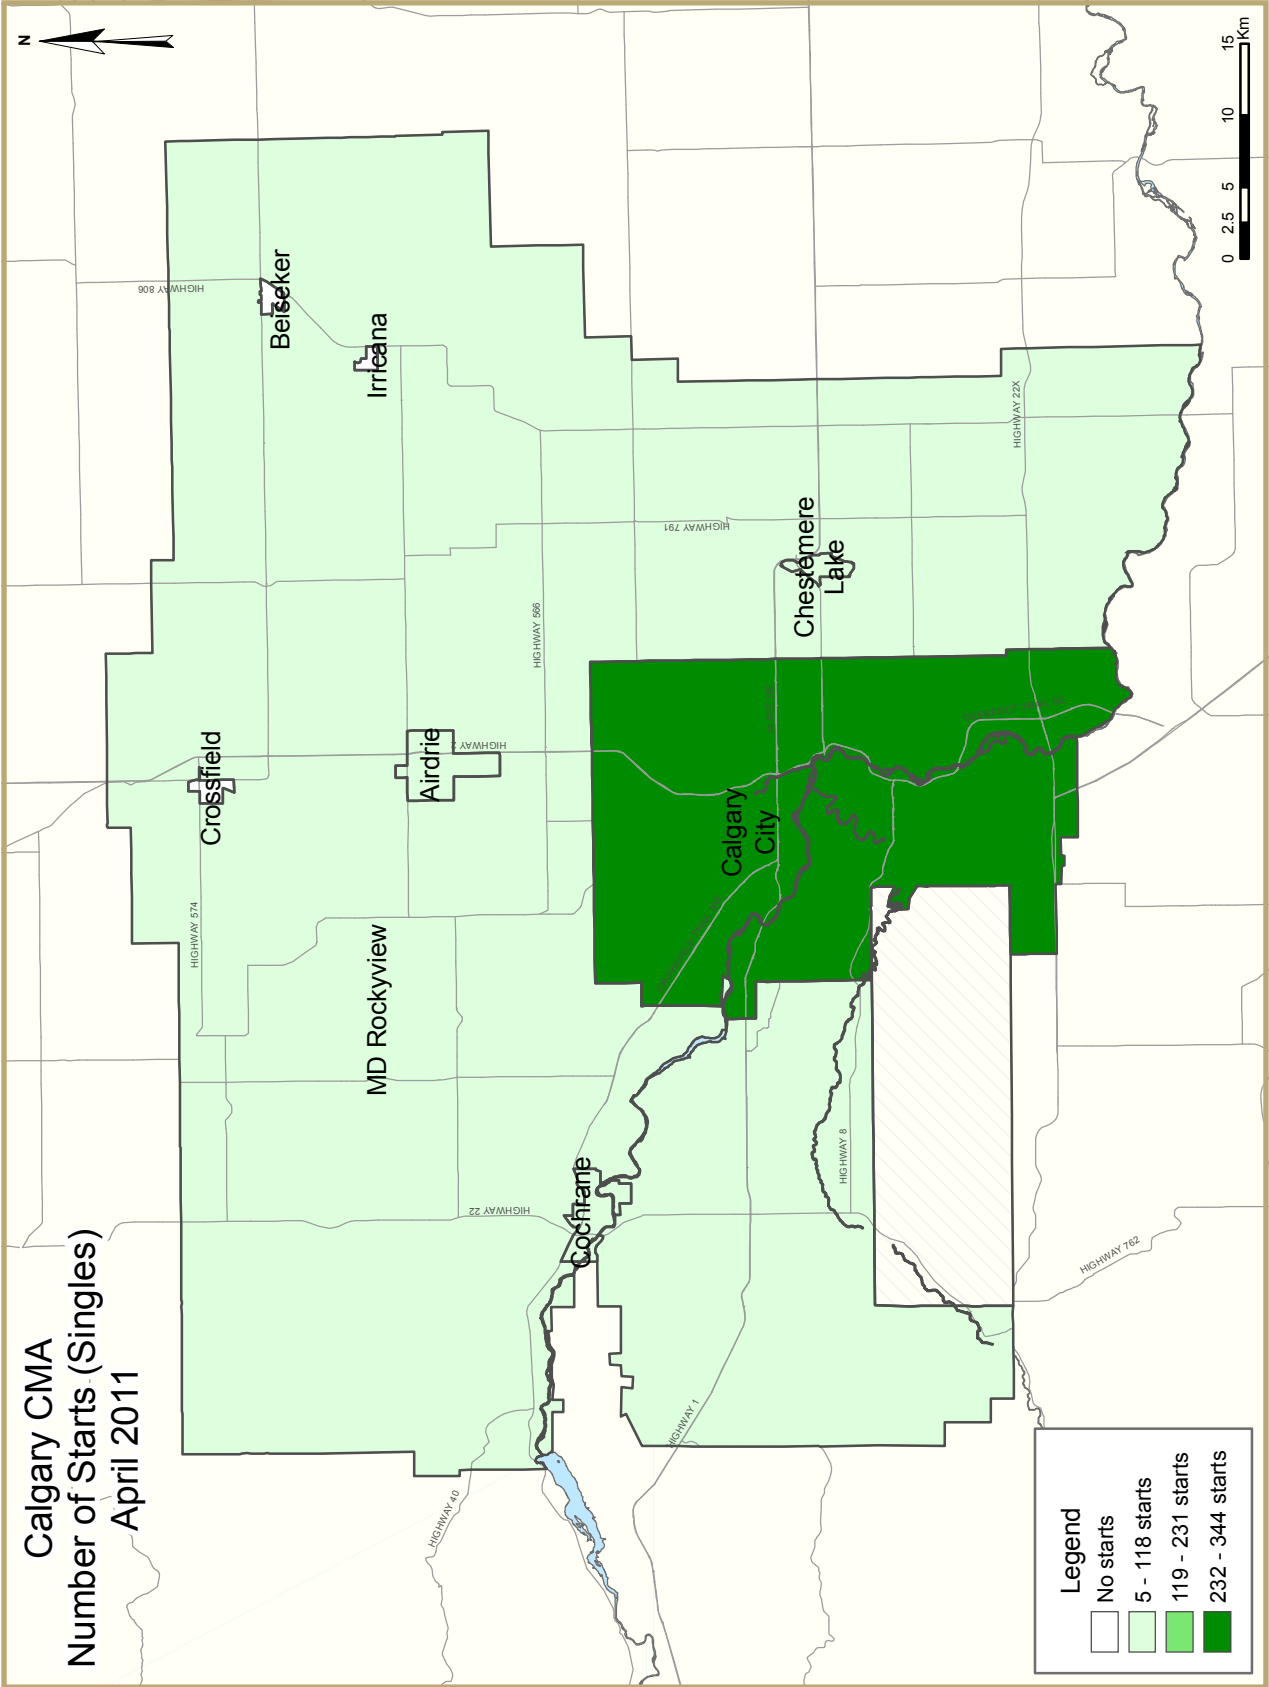 Calgary CMA
Number of Starts (Singles)
April 2011
N
HIGHWAY 574
Crossfield
HIGHWAY 806
Beiseker
Irricana
MD Rockyview
Airdrie
HIGHWAY 2
HIGHWAY 566
HIGHWAY 22
Cochrane
HIGHWAY 40
HIGHWAY 1
HIGHWAY 791
Calgary
City
Chestemere
Lake
HIGHWAY 8
HIGHWAY 22X
HIGHWAY 762
Legend
No starts
5 - 118 starts
119 - 231 starts
232 - 344 starts
0 2.5 5 10 15
Km